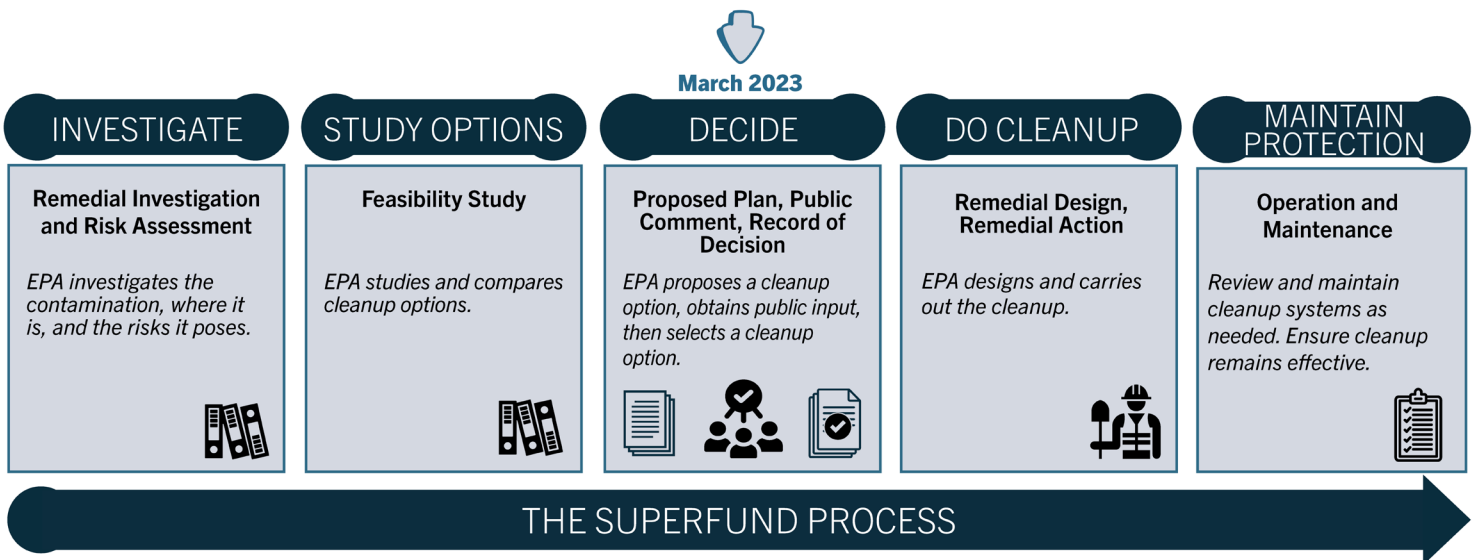 March 2023
INVESTIGATE
Remedial Investigation
and Risk Assessment
EPA investigates the
contamination, where it
is, and the risks it poses.
STUDY OPTIONS
Feasibility Study
EPA studies and compares
cleanup options.
DECIDE
Proposed Plan, Public
Comment, Record of
Decision
EPA proposes a cleanup
option, obtains public input,
then selects a cleanup
option.
DO CLEANUP
Remedial Design,
Remedial Action
EPA designs and carries
out the cleanup.
MAINTAIN
PROTECTION
Operation and
Maintenance
Review and maintain
cleanup systems as
needed. Ensure cleanup
remains effective.
THE SUPERFUND PROCESS